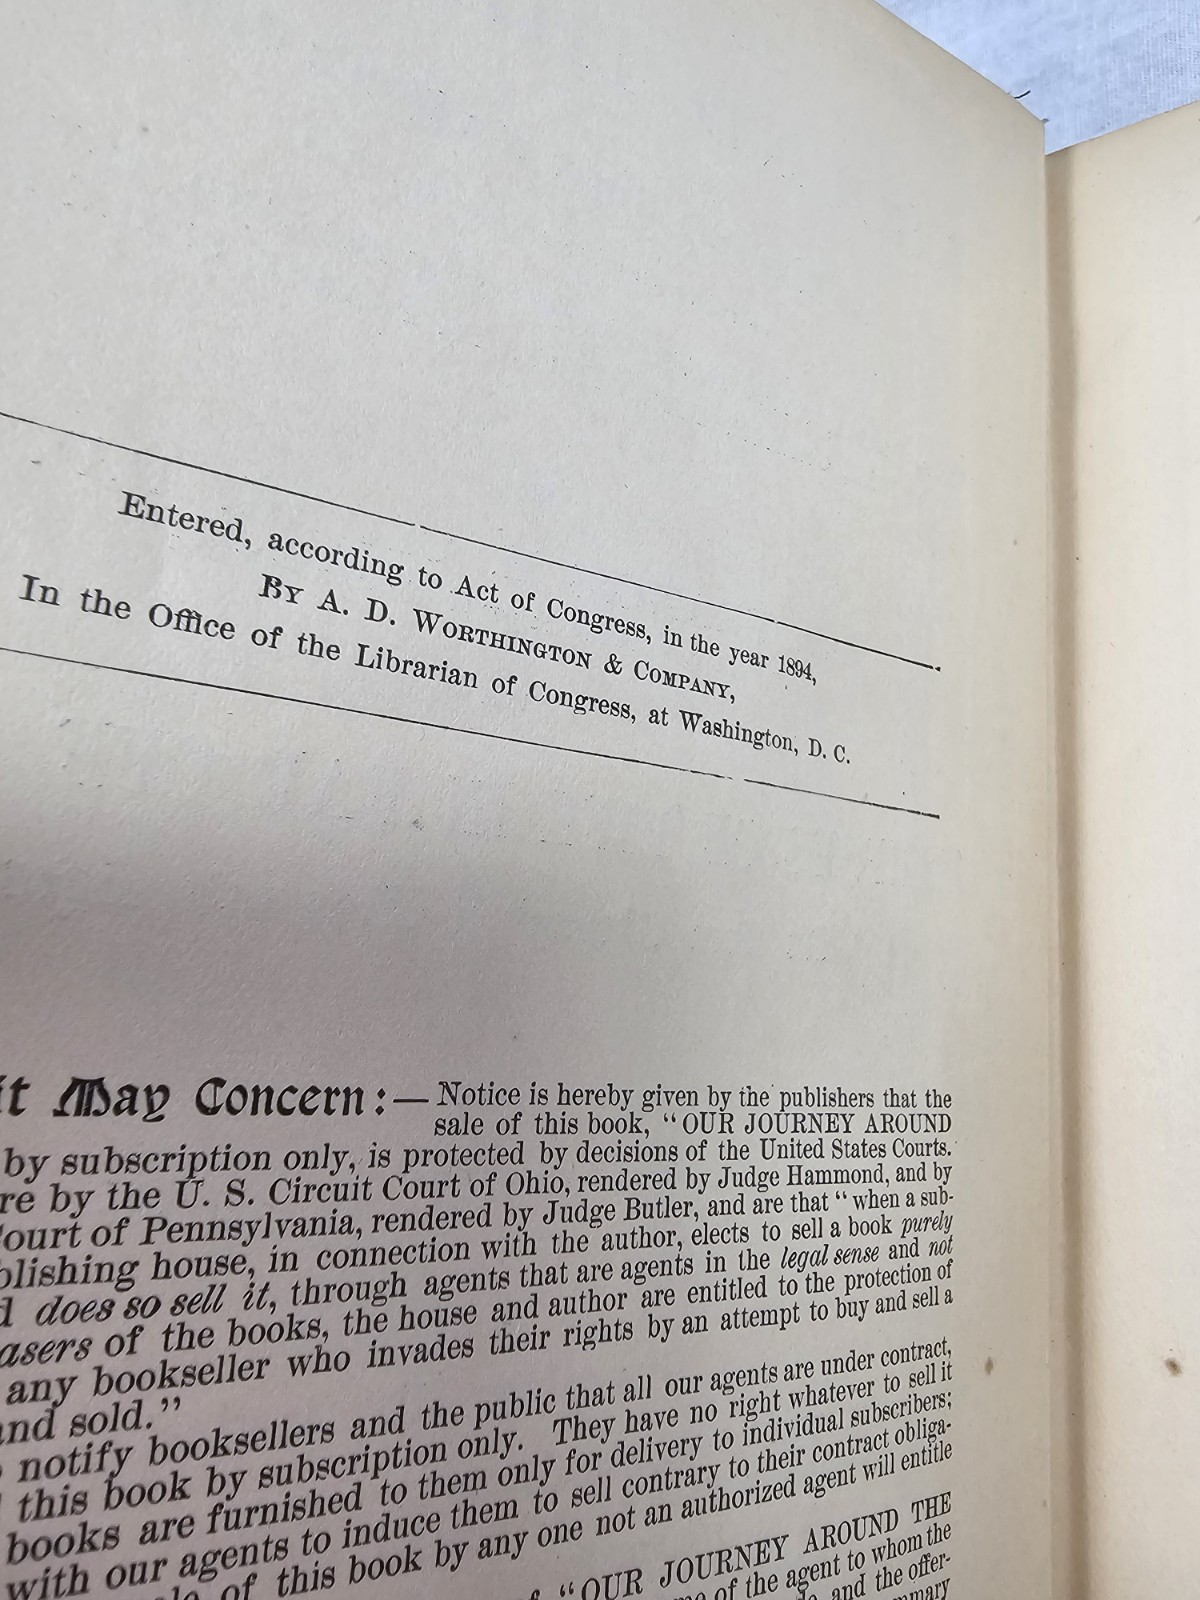 Entered, according to Act of Congress, in the year 1894,
By A. D. Worthington & Company,
In the Office of the Librarian of Congress, at Washington, D. C.
it May Concern:— Notice is hereby given by the publishers that the
sale of this book, “OUR JOURNEY AROUND
by subscription only, is protected by decisions of the United States Courts.
re by the U. S. Circuit Court of Ohio, rendered by Judge Hammond, and by
Court of Pennsylvania, rendered by Judge Butler, and are that “when a sub-
blishing house, in connection with the author, elects to sell a book purely
d does so sell it, through agents that are agents in the legal sense and not
asers of the books, the house and author are entitled to the protection of
any bookseller who invades their rights by an attempt to buy and sell a
and sold.”
notify booksellers and the public that all our agents are under contract,
this book by subscription only. They have no right whatever to sell it
books are furnished to them only for delivery to individual subscribers;
with our agents to induce them to sell contrary to their contract obliga-
of this book by any one not an authorized agent will entitle
“OUR JOURNEY AROUND THE
of the agent to whom the
and the offer-